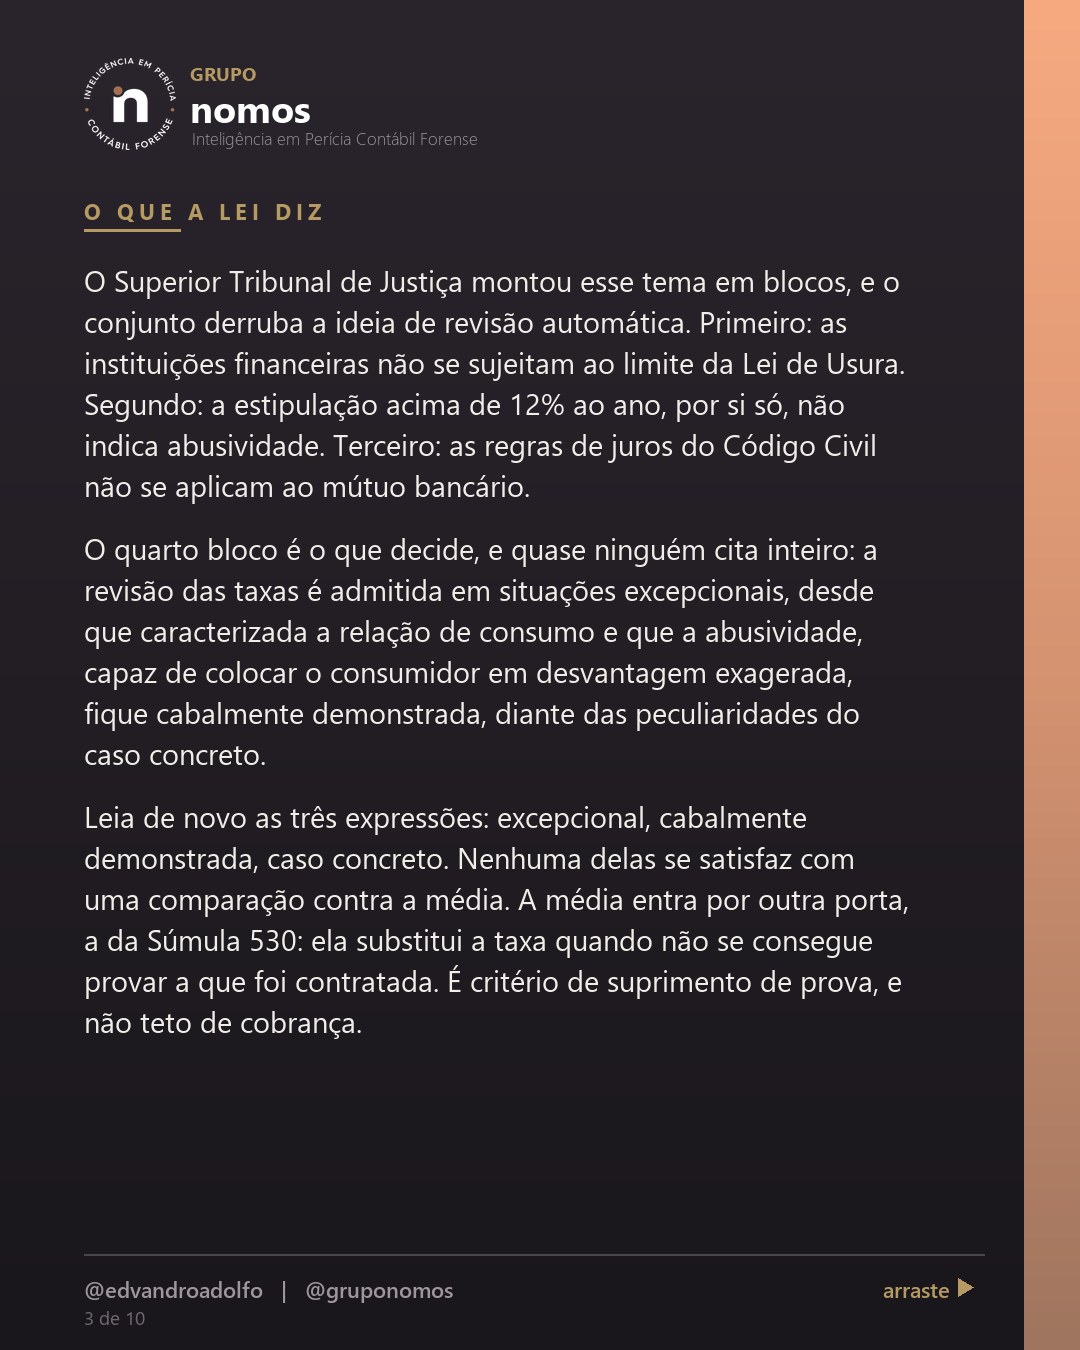 INTELIGÊNCIA EM PERÍCIA
CONTÁBIL FORENSE
n
GRUPO
nomos
Inteligência em Perícia Contábil Forense
O QUE A LEI DIZ
O Superior Tribunal de Justiça montou esse tema em blocos, e o
conjunto derruba a ideia de revisão automática. Primeiro: as
instituições financeiras não se sujeitam ao limite da Lei de Usura.
Segundo: a estipulação acima de 12% ao ano, por si só, não
indica abusividade. Terceiro: as regras de juros do Código Civil
não se aplicam ao mútuo bancário.
O quarto bloco é o que decide, e quase ninguém cita inteiro: a
revisão das taxas é admitida em situações excepcionais, desde
que caracterizada a relação de consumo e que a abusividade,
capaz de colocar o consumidor em desvantagem exagerada,
fique cabalmente demonstrada, diante das peculiaridades do
caso concreto.
Leia de novo as três expressões: excepcional, cabalmente
demonstrada, caso concreto. Nenhuma delas se satisfaz com
uma comparação contra a média. A média entra por outra porta,
a da Súmula 530: ela substitui a taxa quando não se consegue
provar a que foi contratada. É critério de suprimento de prova, e
não teto de cobrança.
@edvandroadolfo | @gruponomos
arraste
3 de 10